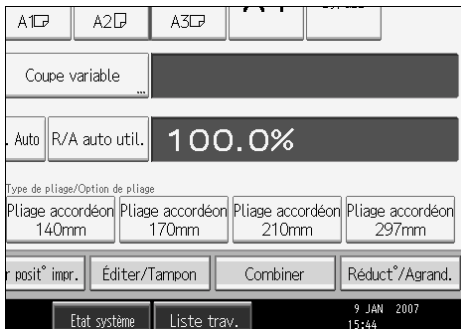 A1 A2 A3
Coupe variable
...
. Auto R/A auto util. 100.0%
Type de pliage/Option de pliage
Pliage accordéon Pliage accordéon Pliage accordéon Pliage accordéon
140mm 170mm 210mm 297mm
r posit° impr. Éditer/Tampon Combiner Réduct°/Agrand.
9 JAN 2007
Etat système Liste trav. 15:44